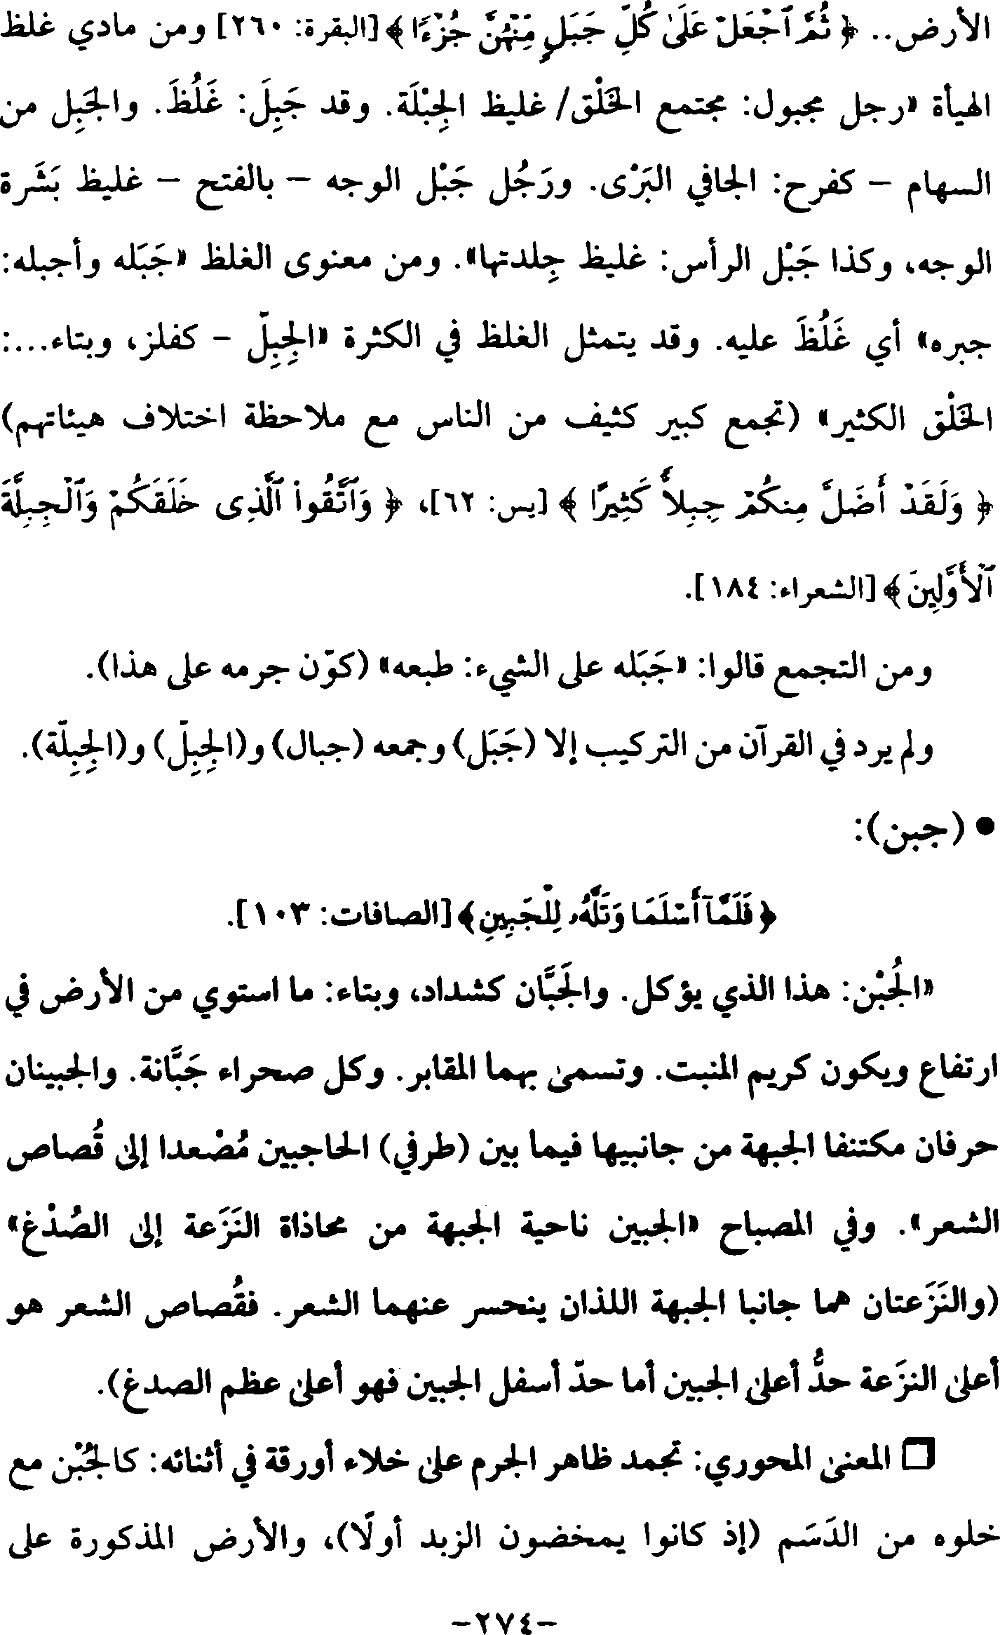 الأرض.. ﴿ ثُمَّ ٱجْعَلْ عَلَىٰ كُلِّ جَبَلٍ مِّنْهُنَّ جُزْءًا ﴾ [البقرة: ٢٦٠] ومن مادي غلظ
الهيأة «رجل مجبول: مجتمع الخَلْق/ غليظ الجِبْلَة. وقد جَبِلَ: غَلُظَ. والجَبِل من
السهام – كفرح: الجافي البَرْى. ورَجُل جَبْل الوجه – بالفتح – غليظ بَشَرة
الوجه، وكذا جَبْل الرأس: غليظ جِلدتها». ومن معنوى الغلظ «جَبَله وأجبله:
جبره» أي غَلُظَ عليه. وقد يتمثل الغلظ في الكثرة «الجِبِلّ – كفلز، وبتاء...:
الخَلْق الكثير» (تجمع كبير كثيف من الناس مع ملاحظة اختلاف هيئاتهم)
﴿ وَلَقَدْ أَضَلَّ مِنكُمْ جِبِلاًّ كَثِيرًا ﴾ [يس: ٦٢]، ﴿ وَٱتَّقُواْ ٱلَّذِى خَلَقَكُمْ وَٱلْجِبِلَّةَ
ٱلْأَوَّلِينَ ﴾ [الشعراء: ١٨٤].
ومن التجمع قالوا: «جَبَله على الشيء: طبعه» (كوّن جرمه على هذا).
ولم يرد في القرآن من التركيب إلا (جَبَل) وجمعه (جبال) و(الجِبِلّ) و(الجِبِلّة).
● (جبن):
﴿ فَلَمَّآ أَسْلَمَا وَتَلَّهُۥ لِلْجَبِينِ ﴾ [الصافات: ١٠٣].
«الجُبْن: هذا الذي يؤكل. والجَبَّان كشداد، وبتاء: ما استوي من الأرض في
ارتفاع ويكون كريم المنبت. وتسمى بهما المقابر. وكل صحراء جَبَّانة. والجبينان
حرفان مكتنفا الجبهة من جانبيها فيما بين (طرفي) الحاجبين مُصْعدا إلى قُصاص
الشعر». وفي المصباح «الجبين ناحية الجبهة من محاذاة النَزَعة إلى الصُدْغ»
(والنَزَعتان هما جانبا الجبهة اللذان ينحسر عنهما الشعر. فقُصاص الشعر هو
أعلى النزَعة حدُّ أعلى الجبين أما حدّ أسفل الجبين فهو أعلى عظم الصدغ).
❒ المعنى المحوري: تجمد ظاهر الجرم على خلاء أورقة في أثنائه: كالجُبْن مع
خلوه من الدَسَم (إذ كانوا يمخضون الزبد أولًا)، والأرض المذكورة على
-٢٧٤-